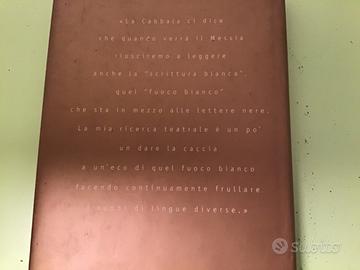 «La Cabbala ci dice
che quando verrà il Messia
riusciremo a leggere
anche la "scrittura bianca",
quel "fuoco bianco"
che sta in mezzo alle lettere nere.
La mia ricerca teatrale è un po'
un dare la caccia
a un'eco di quel fuoco bianco
facendo continuamente frullare
i suoni di lingue diverse.»
subito